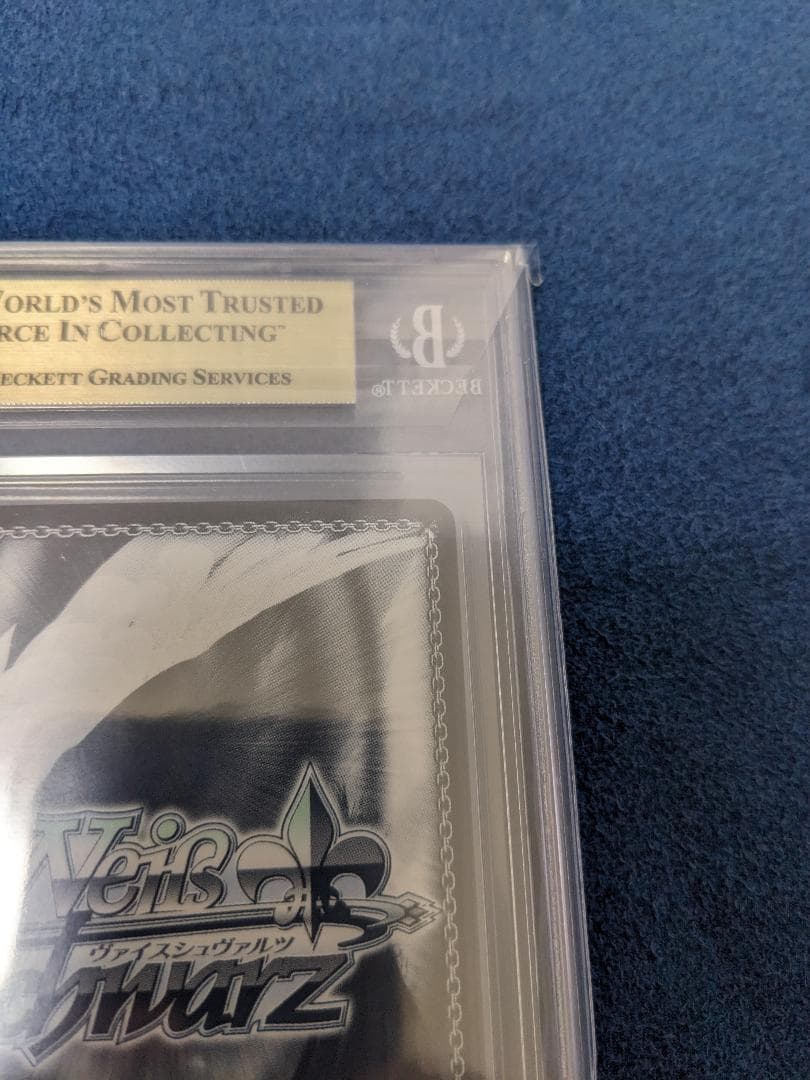 WORLD'S MOST TRUSTED
RCE IN COLLECTING™
BECKETT GRADING SERVICES
B
BECKETT®
Weiß
ヴァイスシュヴァルツ
chwarz